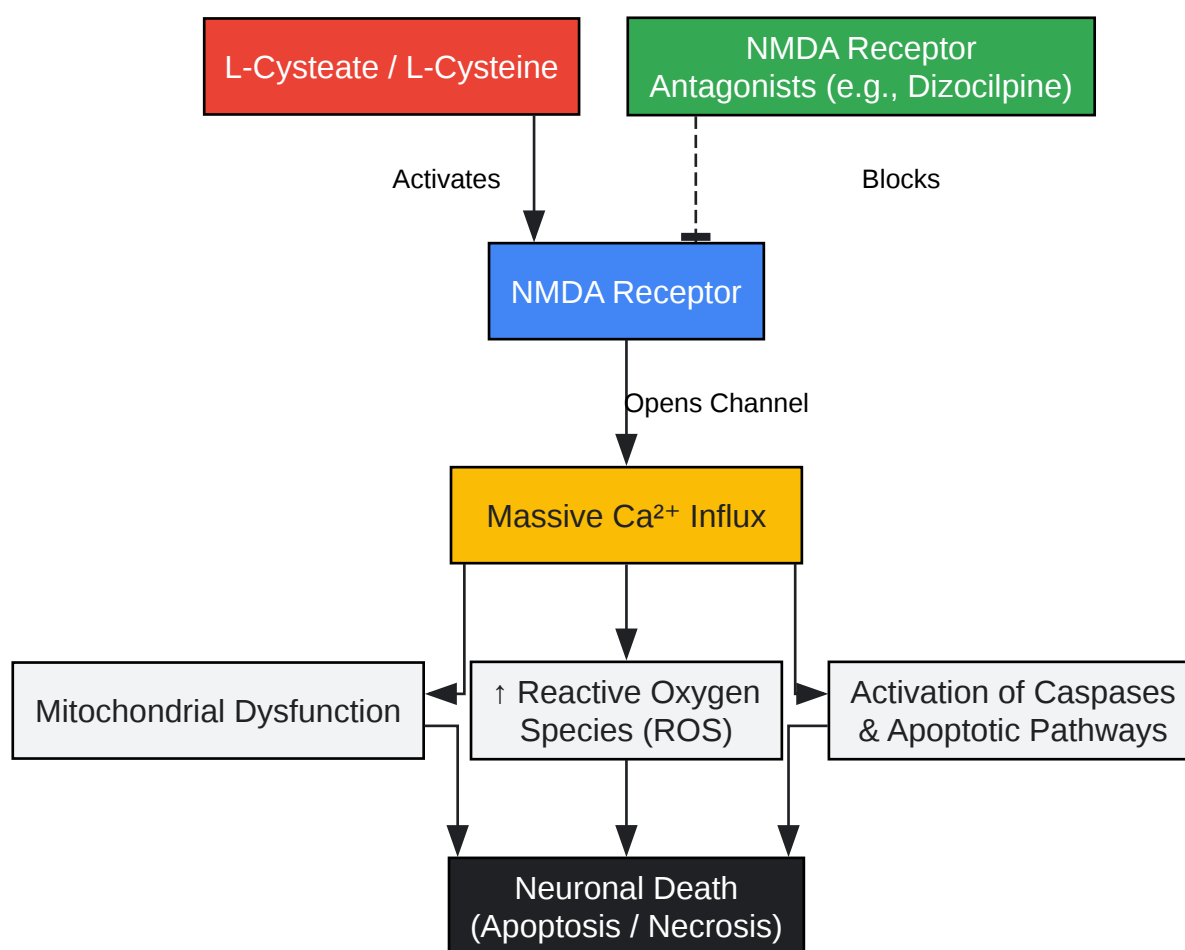 L-Cysteate / L-Cysteine
NMDA Receptor
Antagonists (e.g., Dizocilpine)
Activates
Blocks
NMDA Receptor
Opens Channel
Massive Ca²⁺ Influx
Mitochondrial Dysfunction
↑ Reactive Oxygen
Species (ROS)
Activation of Caspases
& Apoptotic Pathways
Neuronal Death
(Apoptosis / Necrosis)